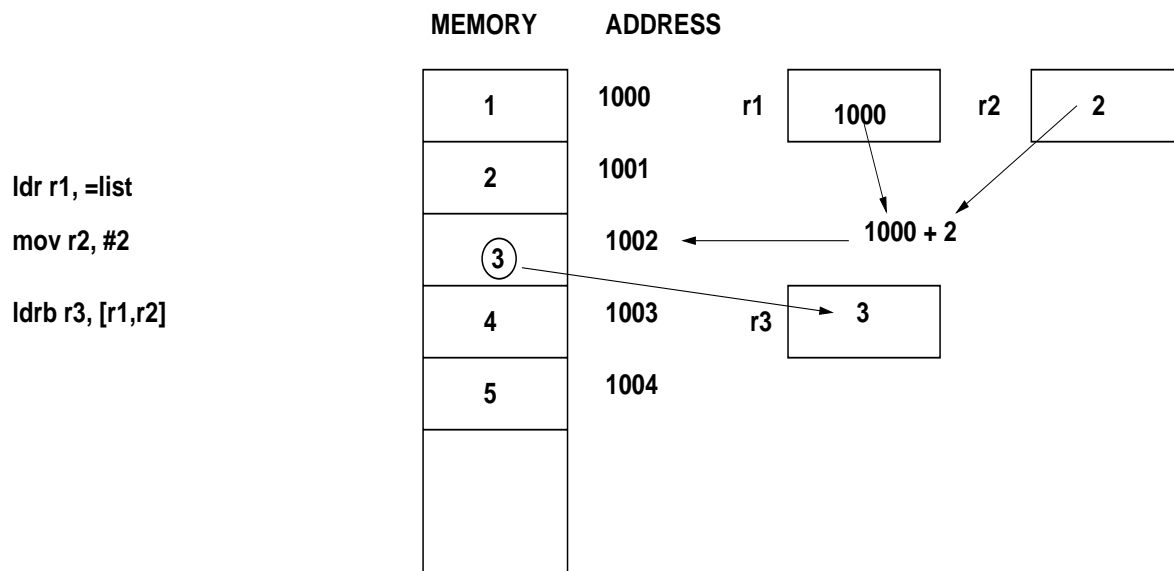 MEMORY ADDRESS
1 1000 r1 1000 r2 2
2 1001
ldr r1, =list
mov r2, #2 3 1002 1000 + 2
ldrb r3, [r1,r2] 4 1003 r3 3
5 1004